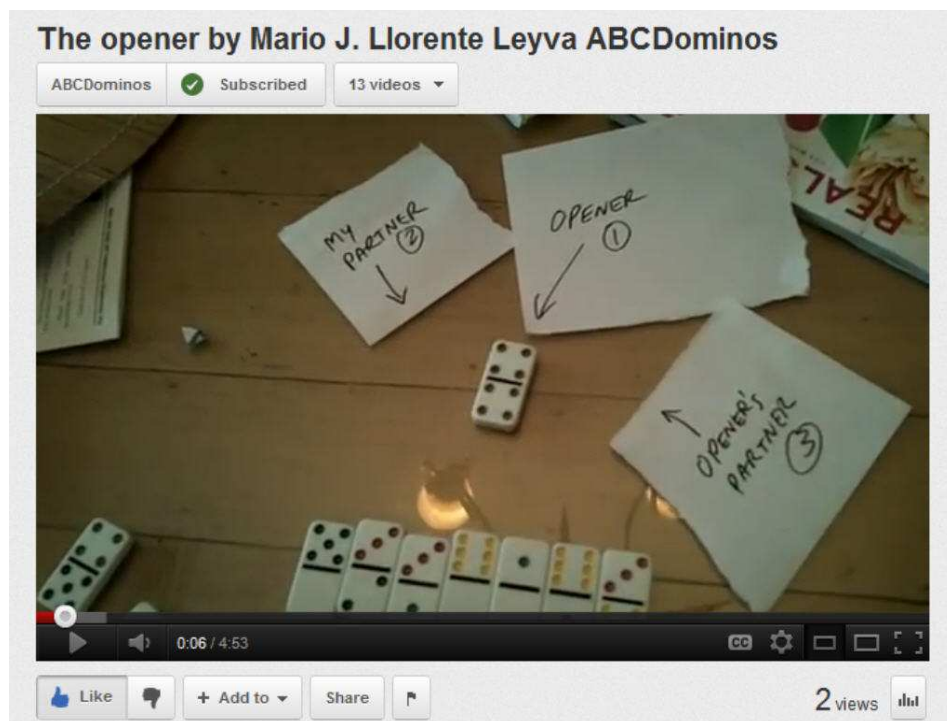 The opener by Mario J. Llorente Leyva ABCDominos
ABCDominos Subscribed 13 videos
MY
PARTNER
2
OPENER
1
REAL
OPENER'S
PARTNER
3
0:06 / 4:53
CC
Like
+ Add to
Share
2 views